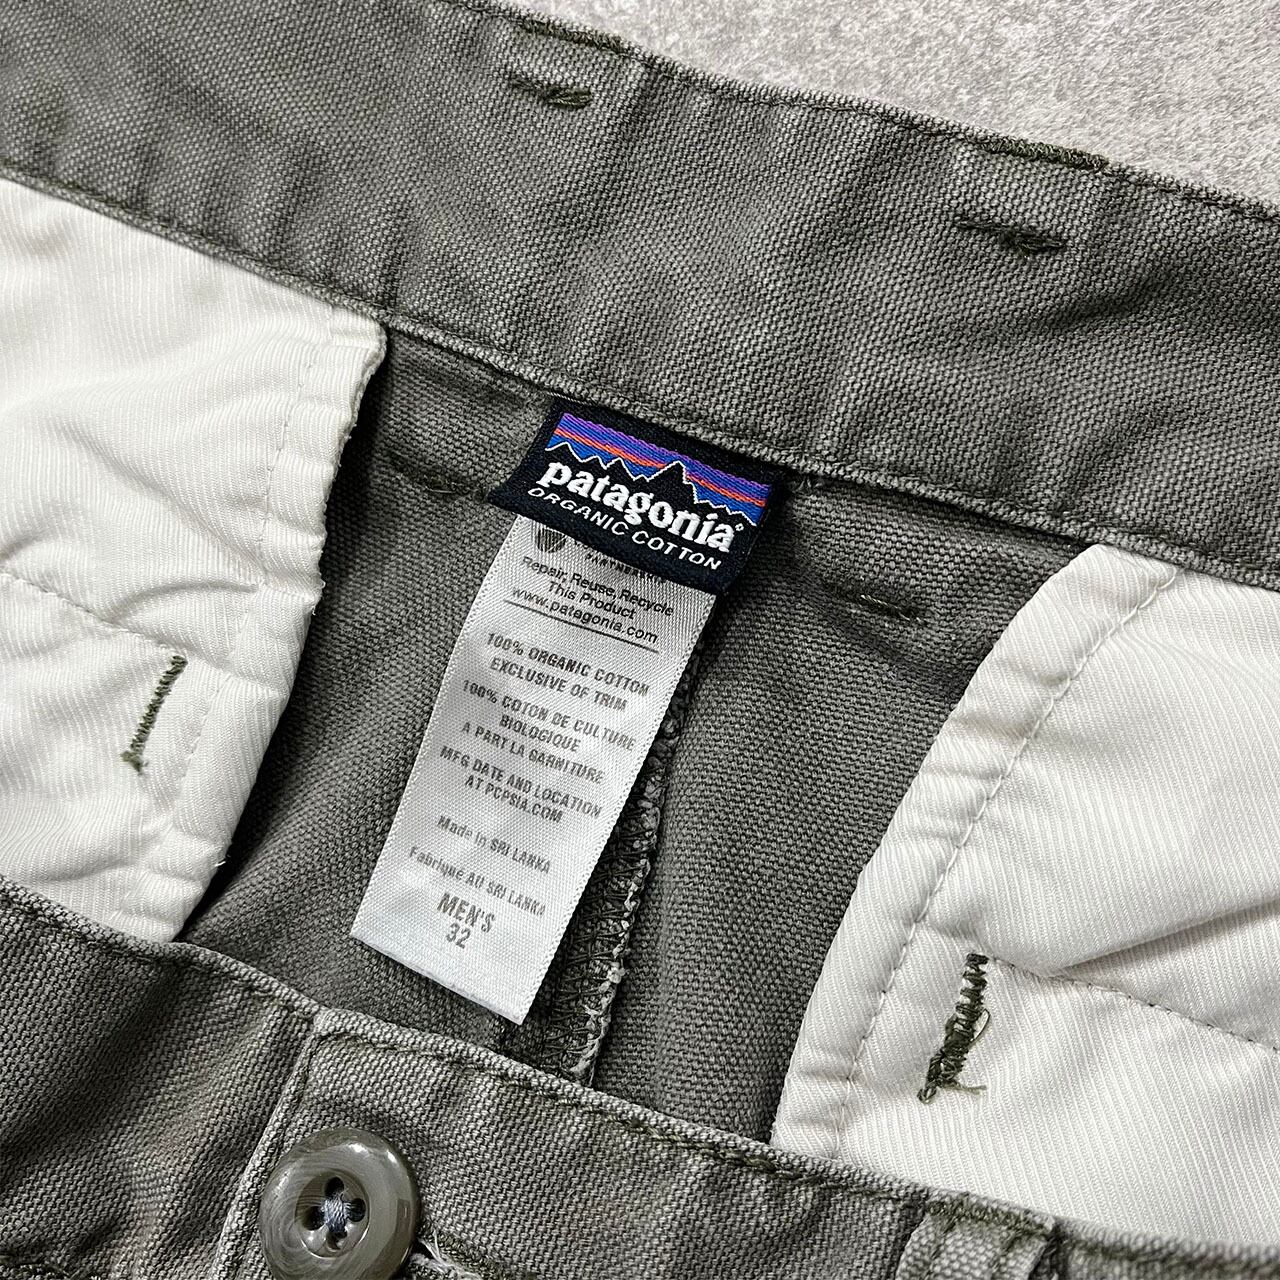 patagonia®
ORGANIC COTTON
Repair, Reuse, Recycle
This Product
www.patagonia.com
100% ORGANIC COTTON
EXCLUSIVE OF TRIM
100% COTON DE CULTURE
BIOLOGIQUE
A PART LA GARNITURE
MFG DATE AND LOCATION
AT PCPSIA.COM
Made in SRI LANKA
Fabriqué AU SRI LANKA
MEN'S
32